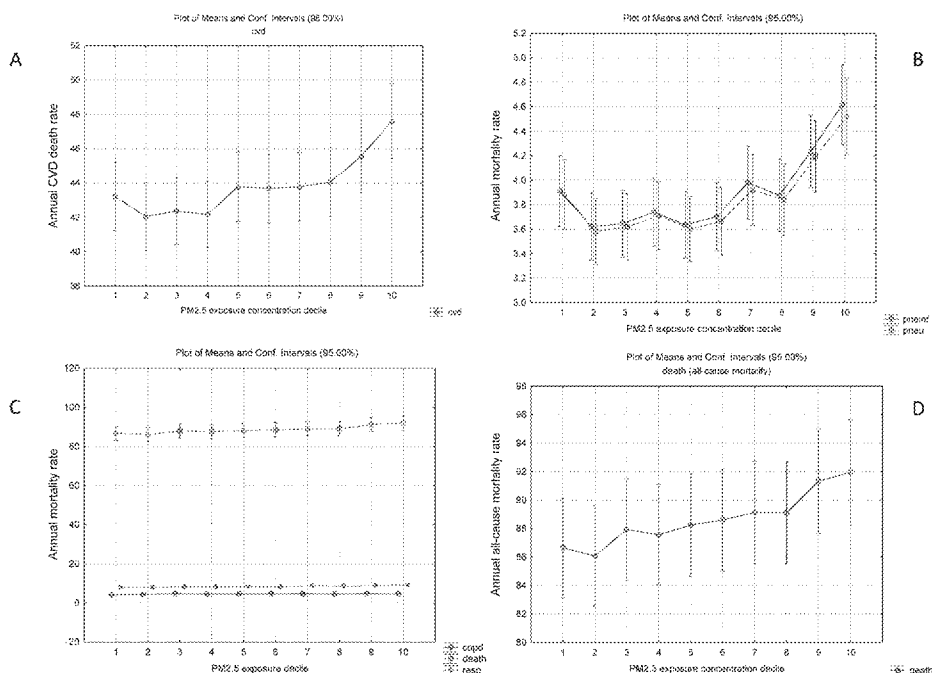 A
Plot of Means and Conf. Intervals (95.00%)
cvd
Annual CVD death rate
52
50
48
46
44
42
40
38
1 2 3 4 5 6 7 8 9 10
PM2.5 exposure concentration decile
cvd
B
Plot of Means and Conf. Intervals (95.00%)
Annual mortality rate
5.2
5.0
4.8
4.6
4.4
4.2
4.0
3.8
3.6
3.4
3.2
3.0
1 2 3 4 5 6 7 8 9 10
PM2.5 exposure concentration decile
pneinf
pneu
C
Plot of Means and Conf. Intervals (95.00%)
Annual mortality rate
120
100
80
60
40
20
0
-20
1 2 3 4 5 6 7 8 9 10
PM2.5 exposure decile
copd
death
resp
D
Plot of Means and Conf. Intervals (95.00%)
death (all-cause mortality)
Annual all-cause mortality rate
98
96
94
92
90
88
86
84
82
80
1 2 3 4 5 6 7 8 9 10
PM2.5 exposure concentration decile
death